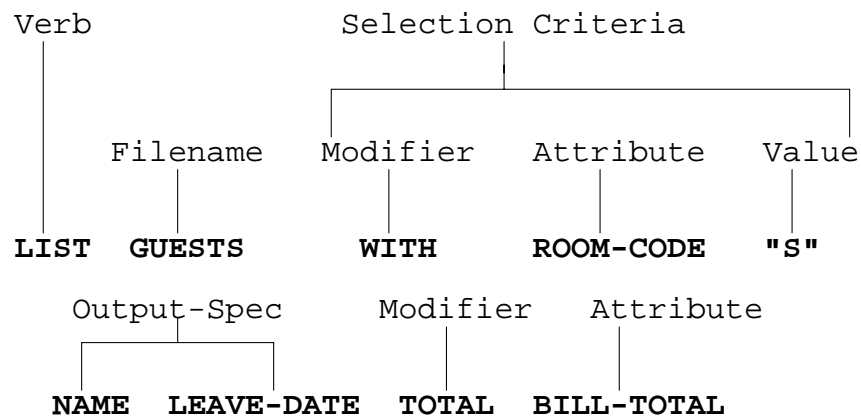 Verb Selection Criteria
Filename Modifier Attribute Value
LIST GUESTS WITH ROOM-CODE "S"
Output-Spec Modifier Attribute
NAME LEAVE-DATE TOTAL BILL-TOTAL